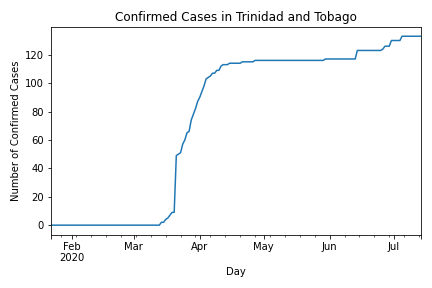 Confirmed Cases in Trinidad and Tobago
Number of Confirmed Cases
120
100
80
60
40
20
0
Feb Mar Apr May Jun Jul
2020
Day